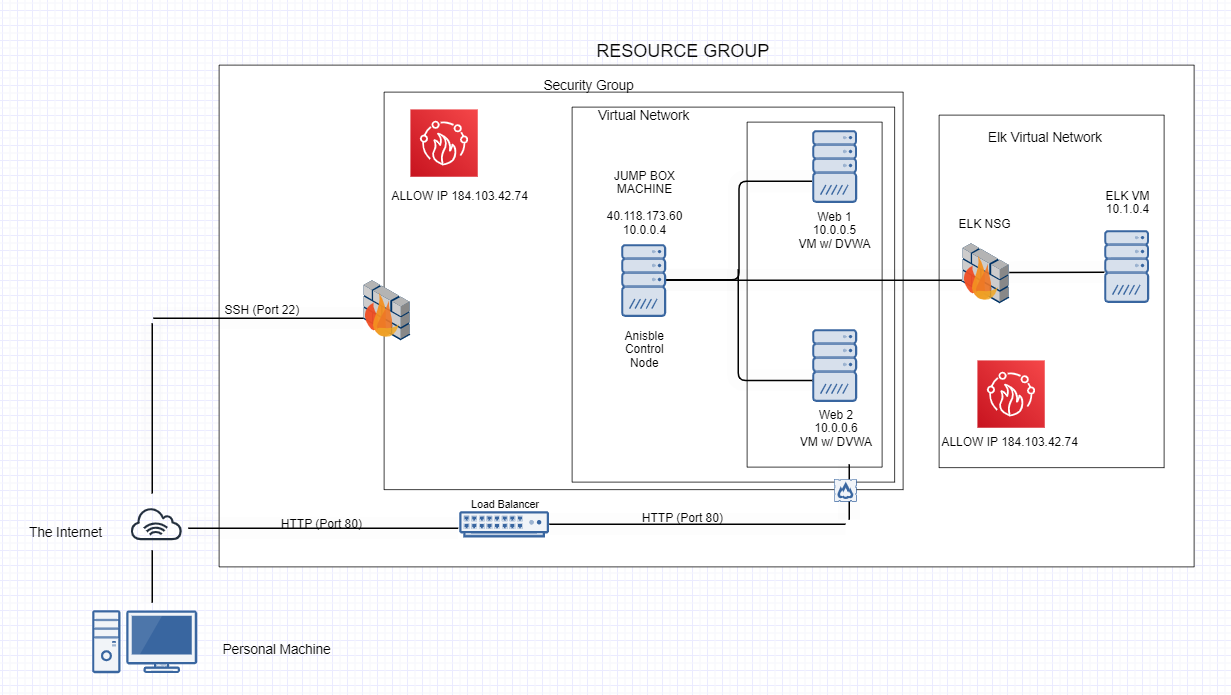 RESOURCE GROUP
Security Group
Virtual Network
Elk Virtual Network
ALLOW IP 184.103.42.74
JUMP BOX
MACHINE
40.118.173.60
10.0.0.4
Anisble
Control
Node
Web 1
10.0.0.5
VM w/ DVWA
Web 2
10.0.0.6
VM w/ DVWA
ELK NSG
ELK VM
10.1.0.4
ALLOW IP 184.103.42.74
SSH (Port 22)
Load Balancer
HTTP (Port 80)
HTTP (Port 80)
The Internet
Personal Machine